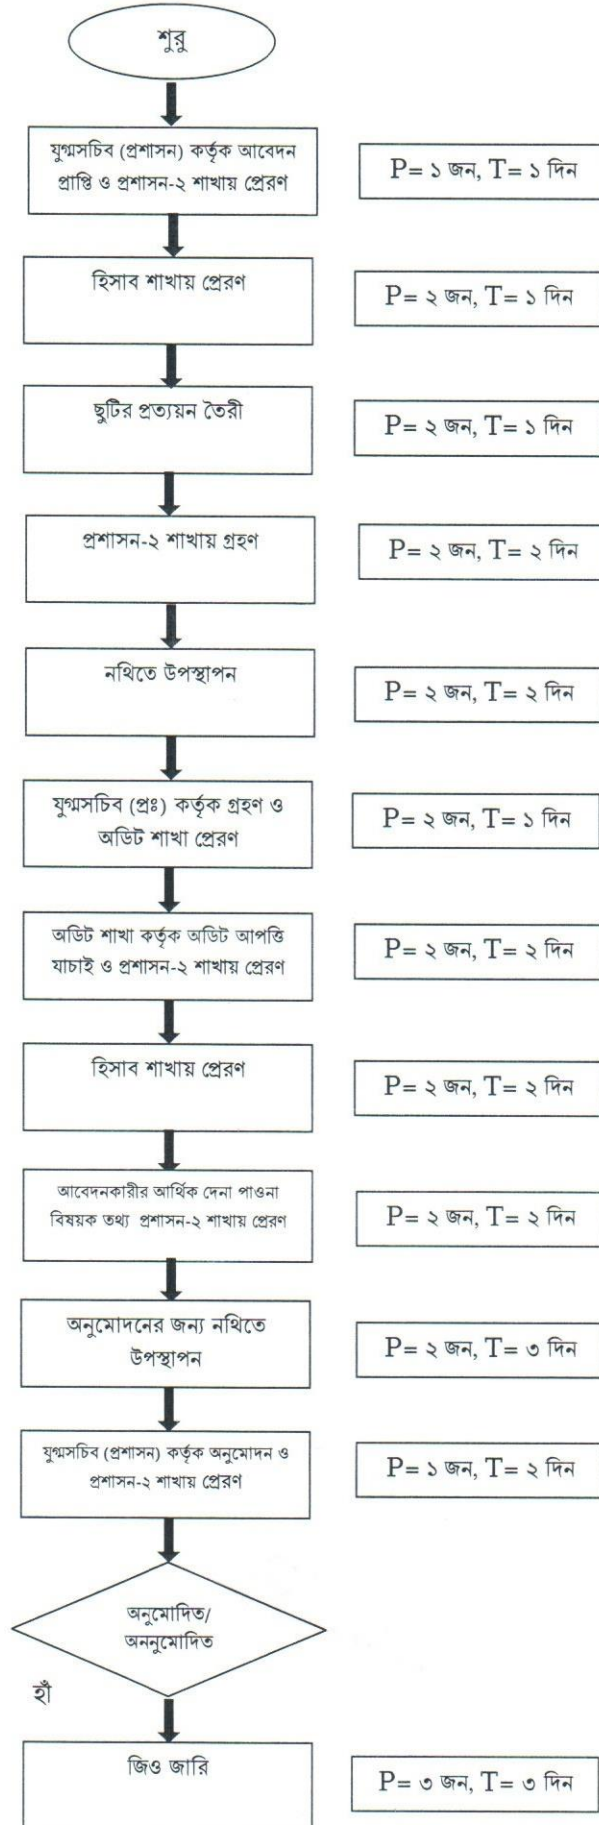 শুরু
যুগ্মসচিব (প্রশাসন) কর্তৃক আবেদন
প্রাপ্তি ও প্রশাসন-২ শাখায় প্রেরণ
P= ১ জন, T= ১ দিন
হিসাব শাখায় প্রেরণ
P= ২ জন, T= ১ দিন
ছুটির প্রত্যয়ন তৈরী
P= ২ জন, T= ১ দিন
প্রশাসন-২ শাখায় গ্রহণ
P= ২ জন, T= ২ দিন
নথিতে উপস্থাপন
P= ২ জন, T= ২ দিন
যুগ্মসচিব (প্রঃ) কর্তৃক গ্রহণ ও
অডিট শাখা প্রেরণ
P= ২ জন, T= ১ দিন
অডিট শাখা কর্তৃক অডিট আপত্তি
যাচাই ও প্রশাসন-২ শাখায় প্রেরণ
P= ২ জন, T= ২ দিন
হিসাব শাখায় প্রেরণ
P= ২ জন, T= ২ দিন
আবেদনকারীর আর্থিক দেনা পাওনা
বিষয়ক তথ্য প্রশাসন-২ শাখায় প্রেরণ
P= ২ জন, T= ২ দিন
অনুমোদনের জন্য নথিতে
উপস্থাপন
P= ২ জন, T= ৩ দিন
যুগ্মসচিব (প্রশাসন) কর্তৃক অনুমোদন ও
প্রশাসন-২ শাখায় প্রেরণ
P= ১ জন, T= ২ দিন
অনুমোদিত/
অননুমোদিত
হাঁ
জিও জারি
P= ৩ জন, T= ৩ দিন